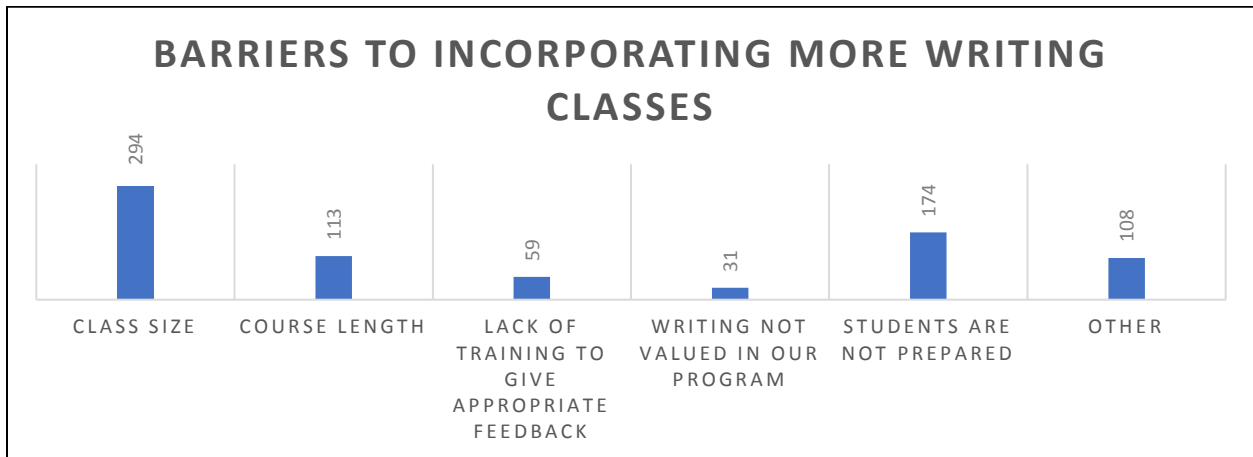 BARRIERS TO INCORPORATING MORE WRITING
CLASSES
294
113
59
31
174
108
CLASS SIZE
COURSE LENGTH
LACK OF
TRAINING TO
GIVE
APPROPRIATE
FEEDBACK
WRITING NOT
VALUED IN OUR
PROGRAM
STUDENTS ARE
NOT PREPARED
OTHER